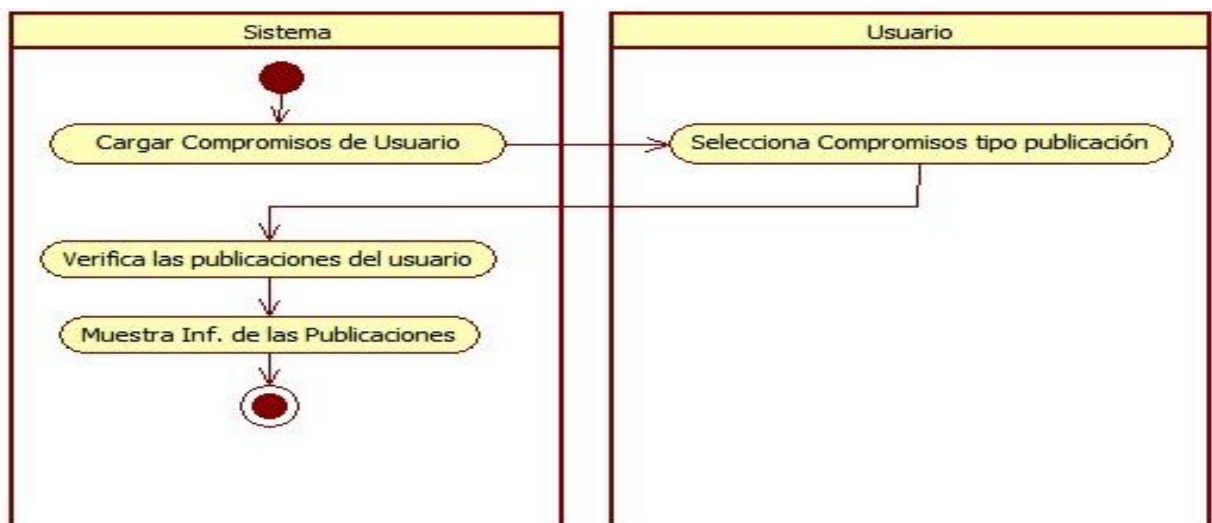 Sistema
Usuario
Cargar Compromisos de Usuario
Selecciona Compromisos tipo publicación
Verifica las publicaciones del usuario
Muestra Inf. de las Publicaciones